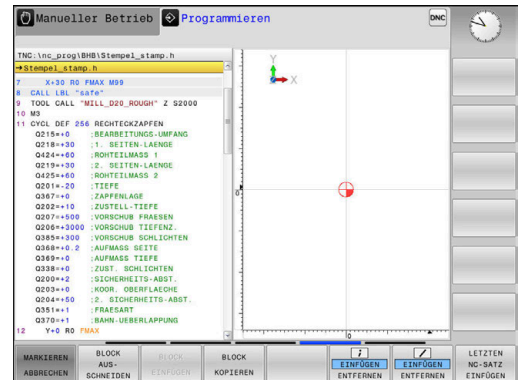 Manueller Betrieb
Programmieren
DNC
TNC:\nc_prog\BHB\Stempel_stamp.h
→Stempel_stamp.h
7 X+30 R0 FMAX M99
8 CALL LBL "safe"
9 TOOL CALL "MILL_D20_ROUGH" Z S2000
10 M3
11 CYCL DEF 256 RECHTECKZAPFEN
Q215=+0 ;BEARBEITUNGS-UMFANG
Q218=+30 ;1. SEITEN-LAENGE
Q424=+60 ;ROHTEILMASS 1
Q219=+30 ;2. SEITEN-LAENGE
Q425=+60 ;ROHTEILMASS 2
Q201=-20 ;TIEFE
Q367=+0 ;ZAPFENLAGE
Q202=+10 ;ZUSTELL-TIEFE
Q207=+500 ;VORSCHUB FRAESEN
Q206=+3000 ;VORSCHUB TIEFENZ.
Q385=+300 ;VORSCHUB SCHLICHTEN
Q368=+0.2 ;AUFMASS SEITE
Q369=+0 ;AUFMASS TIEFE
Q338=+0 ;ZUST. SCHLICHTEN
Q200=+2 ;SICHERHEITS-ABST.
Q203=+0 ;KOOR. OBERFLAECHE
Q204=+50 ;2. SICHERHEITS-ABST.
Q351=+1 ;FRAESART
Q370=+1 ;BAHN-UEBERLAPPUNG
12 Y+0 R0 FMAX
Y
X
0
0
MARKIEREN
ABBRECHEN
BLOCK
AUS-
SCHNEIDEN
BLOCK
EINFÜGEN
BLOCK
KOPIEREN
i
EINFÜGEN
ENTFERNEN
EINFÜGEN
ENTFERNEN
LETZTEN
NC-SATZ
EINFÜGEN